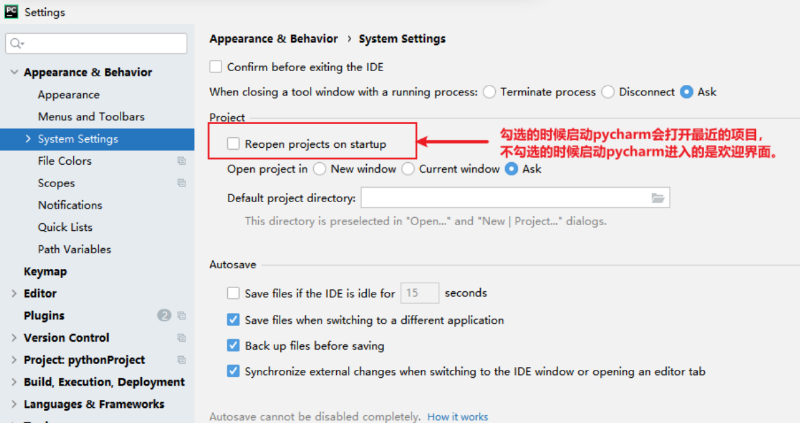 PC Settings
Appearance & Behavior
Appearance
Menus and Toolbars
System Settings
File Colors
Scopes
Notifications
Quick Lists
Path Variables
Keymap
Editor
Plugins 2
Version Control
Project: pythonProject
Build, Execution, Deployment
Languages & Frameworks
Appearance & Behavior › System Settings
Confirm before exiting the IDE
When closing a tool window with a running process: Terminate process Disconnect Ask
Project
Reopen projects on startup
勾选的时候启动pycharm会打开最近的项目，
不勾选的时候启动pycharm进入的是欢迎界面。
Open project in New window Current window Ask
Default project directory:
This directory is preselected in "Open..." and "New | Project..." dialogs.
Autosave
Save files if the IDE is idle for 15 seconds
Save files when switching to a different application
Back up files before saving
Synchronize external changes when switching to the IDE window or opening an editor tab
Autosave cannot be disabled completely. How it works